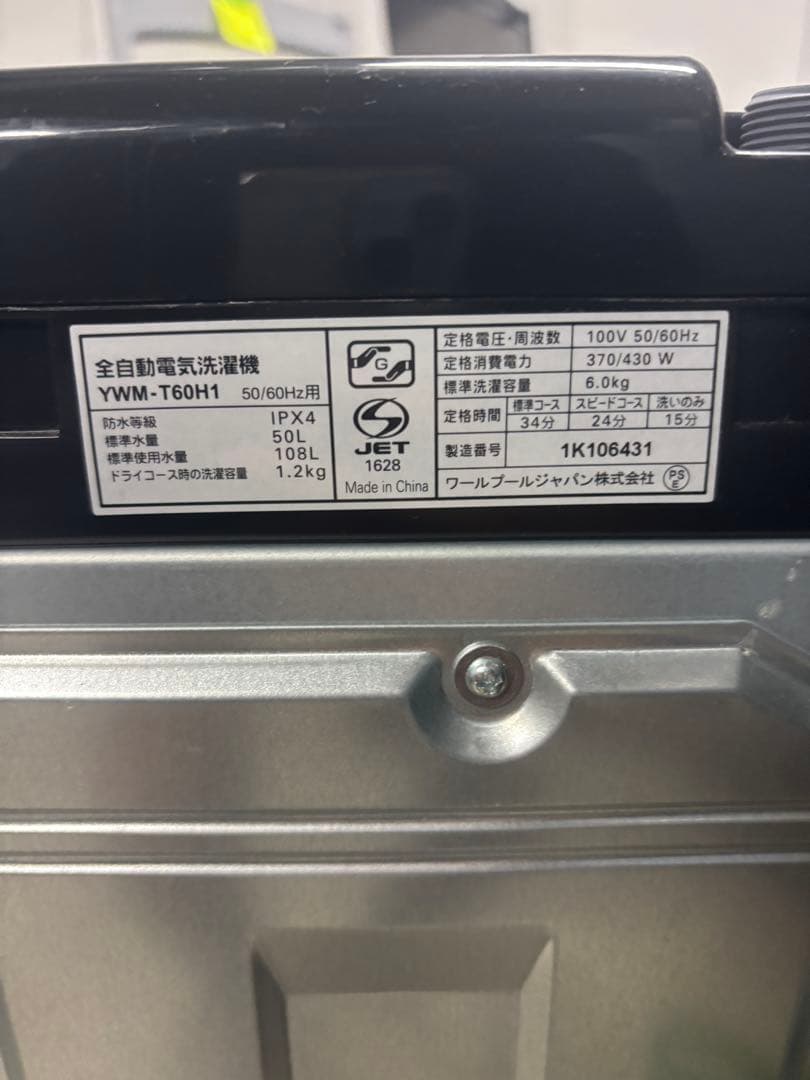 全自動電気洗濯機
YWM-T60H1 50/60Hz用
防水等級 IPX4
標準水量 50L
標準使用水量 108L
ドライコース時の洗濯容量 1.2kg
G
JET
1628
Made in China
定格電圧・周波数 100V 50/60Hz
定格消費電力 370/430 W
標準洗濯容量 6.0kg
定格時間 標準コース スピードコース 洗いのみ
34分 24分 15分
製造番号 1K106431
ワールプールジャパン株式会社 PSE